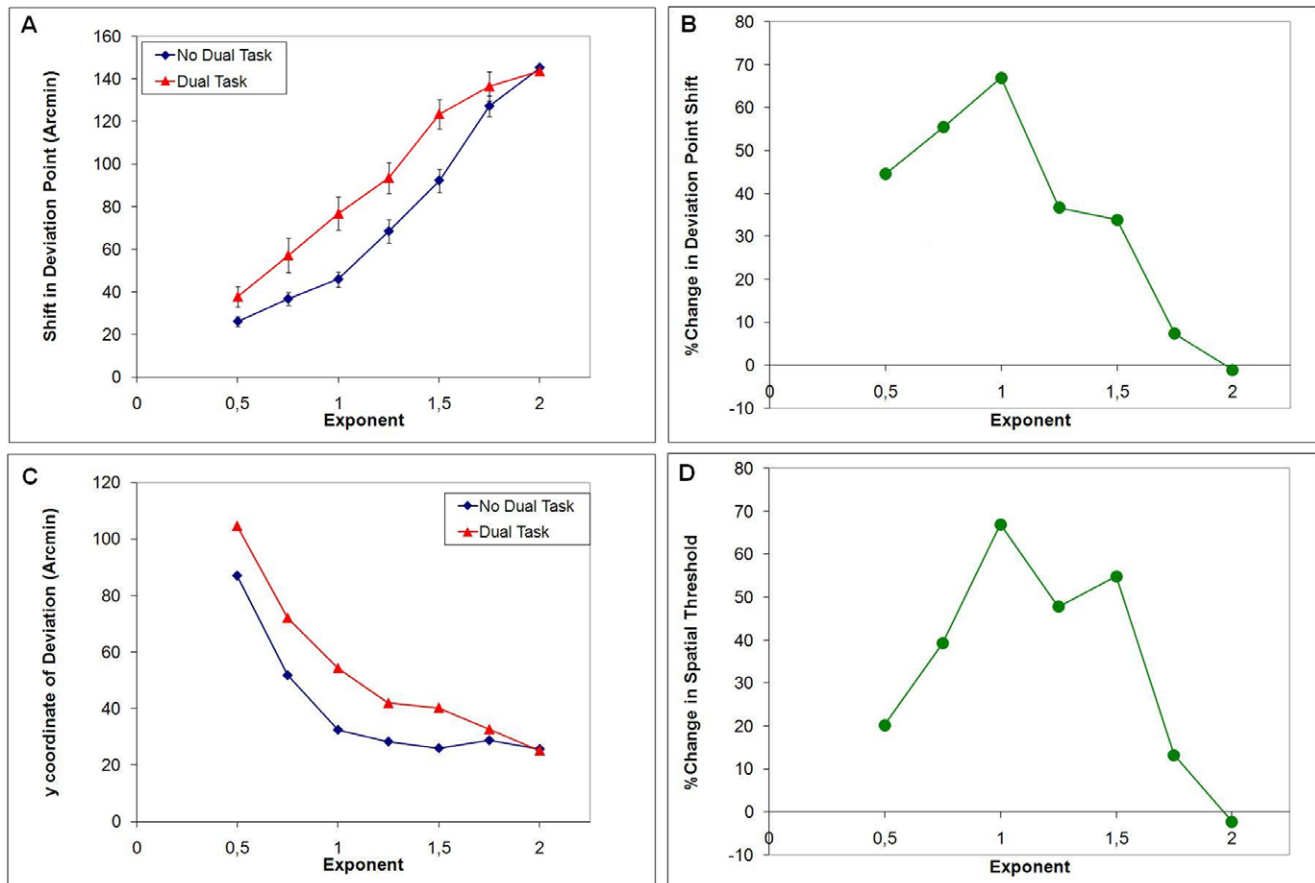 A
No Dual Task
Dual Task
Shift in Deviation Point (Arcmin)
160
140
120
100
80
60
40
20
0
0 0,5 1 1,5 2
Exponent
B
%Change in Deviation Point Shift
80
70
60
50
40
30
20
10
0
-10
0 0,5 1 1,5 2
Exponent
C
No Dual Task
Dual Task
y coordinate of Deviation (Arcmin)
120
100
80
60
40
20
0
0 0,5 1 1,5 2
Exponent
D
%Change in Spatial Threshold
80
70
60
50
40
30
20
10
0
-10
0 0,5 1 1,5 2
Exponent